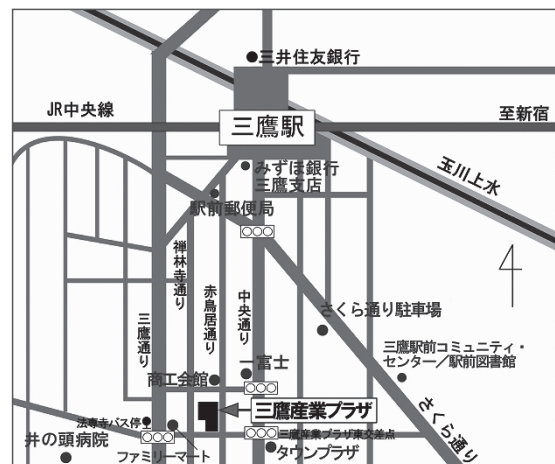 三井住友銀行
JR中央線
三鷹駅
至新宿
玉川上水
みずほ銀行
三鷹支店
駅前郵便局
禅林寺通り
赤鳥居通り
中央通り
三鷹通り
さくら通り駐車場
三鷹駅前コミュニティ・
センター／駅前図書館
一富士
商工会館
三鷹産業プラザ
さくら通り
法専寺バス停
三鷹産業プラザ東交差点
井の頭病院
ファミリーマート
タウンプラザ